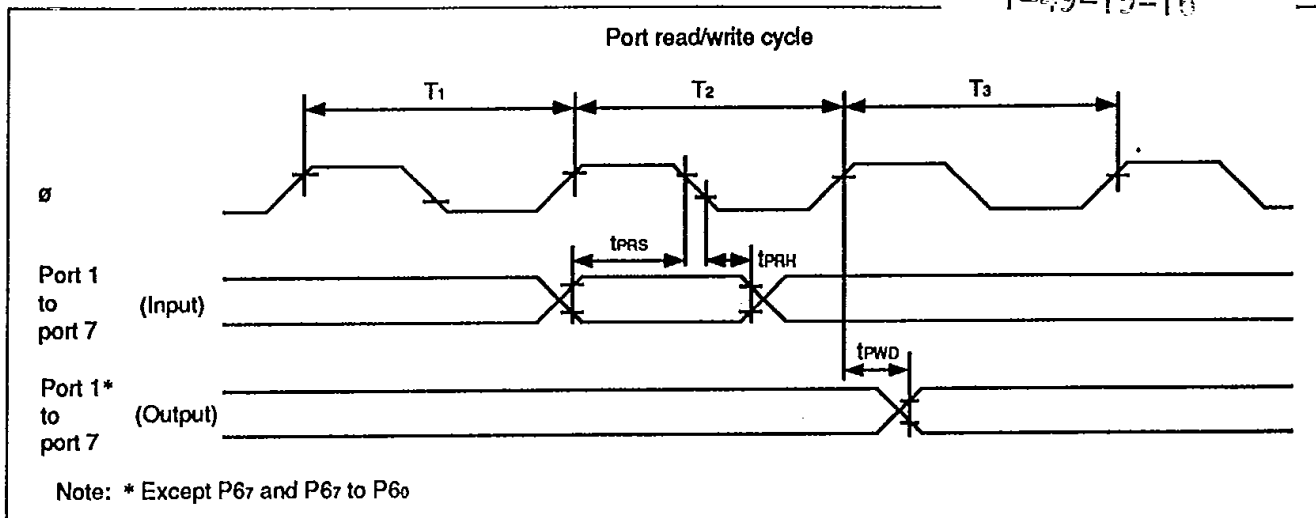 Port read/write cycle
T1 T2 T3
ø
tPRS tPRH
Port 1
to (Input)
port 7
tPWD
Port 1*
to (Output)
port 7
Note: * Except P67 and P67 to P60